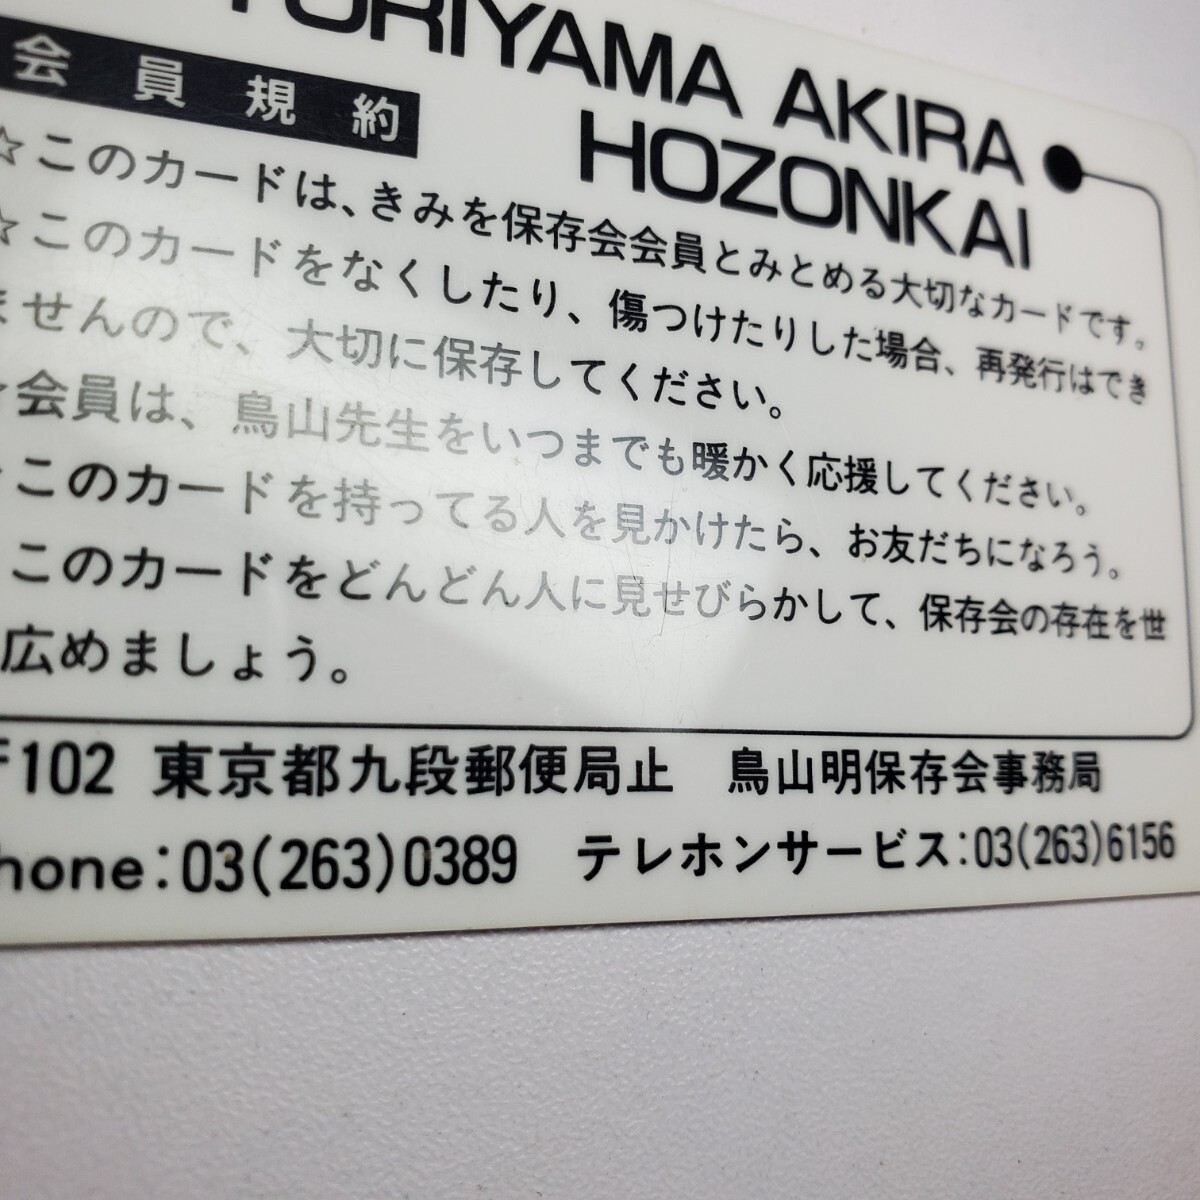 TORIYAMA AKIRA
HOZONKAI
会員規約
☆このカードは、きみを保存会会員とみとめる大切なカードです。
☆このカードをなくしたり、傷つけたりした場合、再発行はでき
ませんので、大切に保存してください。
☆会員は、鳥山先生をいつまでも暖かく応援してください。
このカードを持ってる人を見かけたら、お友だちになろう。
このカードをどんどん人に見せびらかして、保存会の存在を世
広めましょう。
〒102 東京都九段郵便局止 鳥山明保存会事務局
hone:03(263)0389 テレホンサービス:03(263)6156